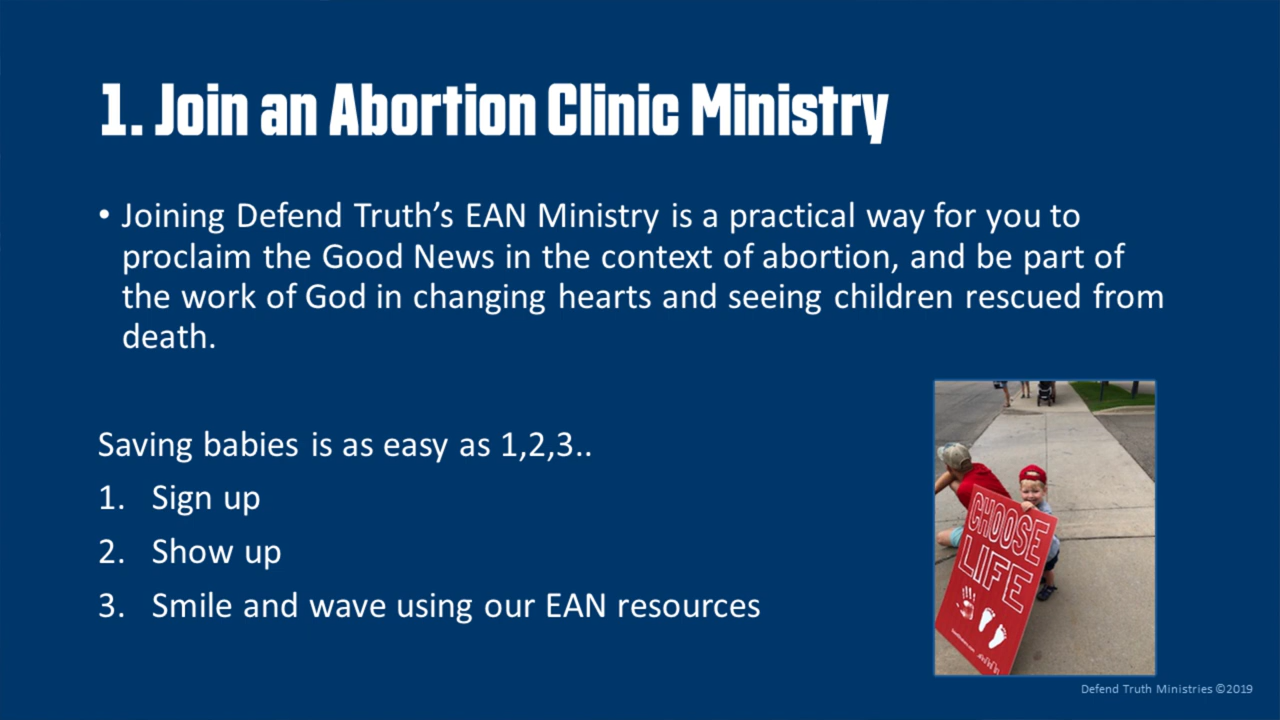 1. Join an Abortion Clinic Ministry
• Joining Defend Truth’s EAN Ministry is a practical way for you to
proclaim the Good News in the context of abortion, and be part of
the work of God in changing hearts and seeing children rescued from
death.
Saving babies is as easy as 1,2,3..
1. Sign up
2. Show up
3. Smile and wave using our EAN resources
CHOOSE
LIFE
Defend Truth Ministries ©2019